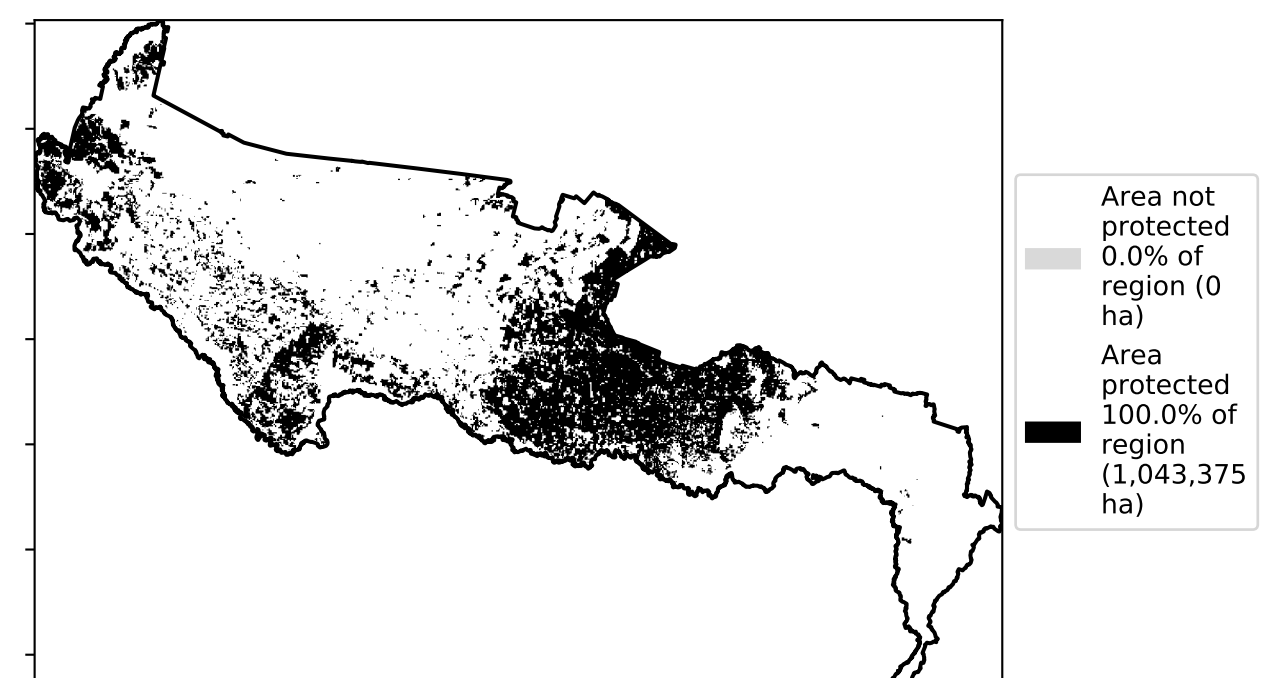 Area not
protected
0.0% of
region (0
ha)
Area
protected
100.0% of
region
(1,043,375
ha)